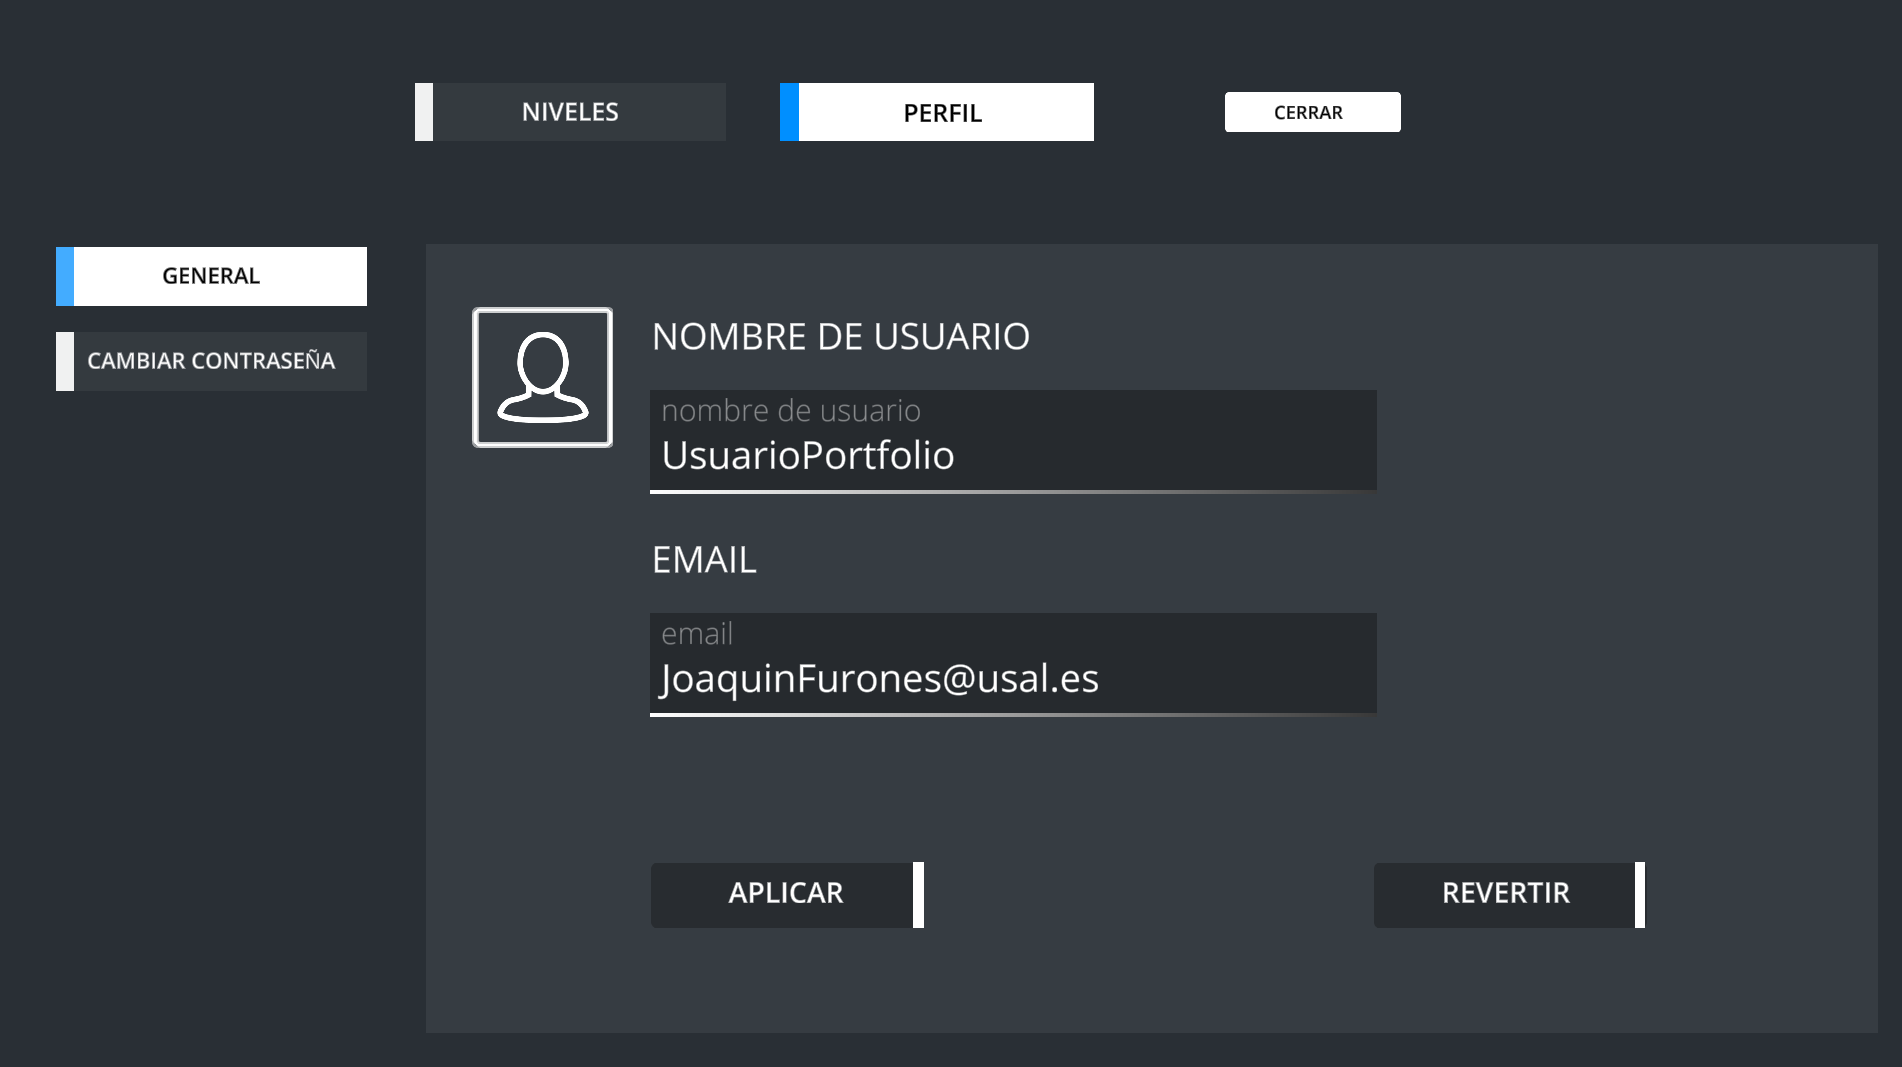 NIVELES
PERFIL
CERRAR
GENERAL
CAMBIAR CONTRASEÑA
NOMBRE DE USUARIO
nombre de usuario
UsuarioPortfolio
EMAIL
email
JoaquinFurones@usal.es
APLICAR
REVERTIR